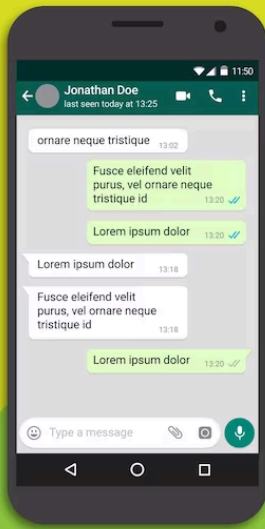 11:50
Jonathan Doe
last seen today at 13:25
ornare neque tristique 13:02
Fusce eleifend velit
purus, vel ornare neque
tristique id 13:20
Lorem ipsum dolor 13:20
Lorem ipsum dolor 13:18
Fusce eleifend velit
purus, vel ornare neque
tristique id 13:18
Lorem ipsum dolor 13:20
Type a message